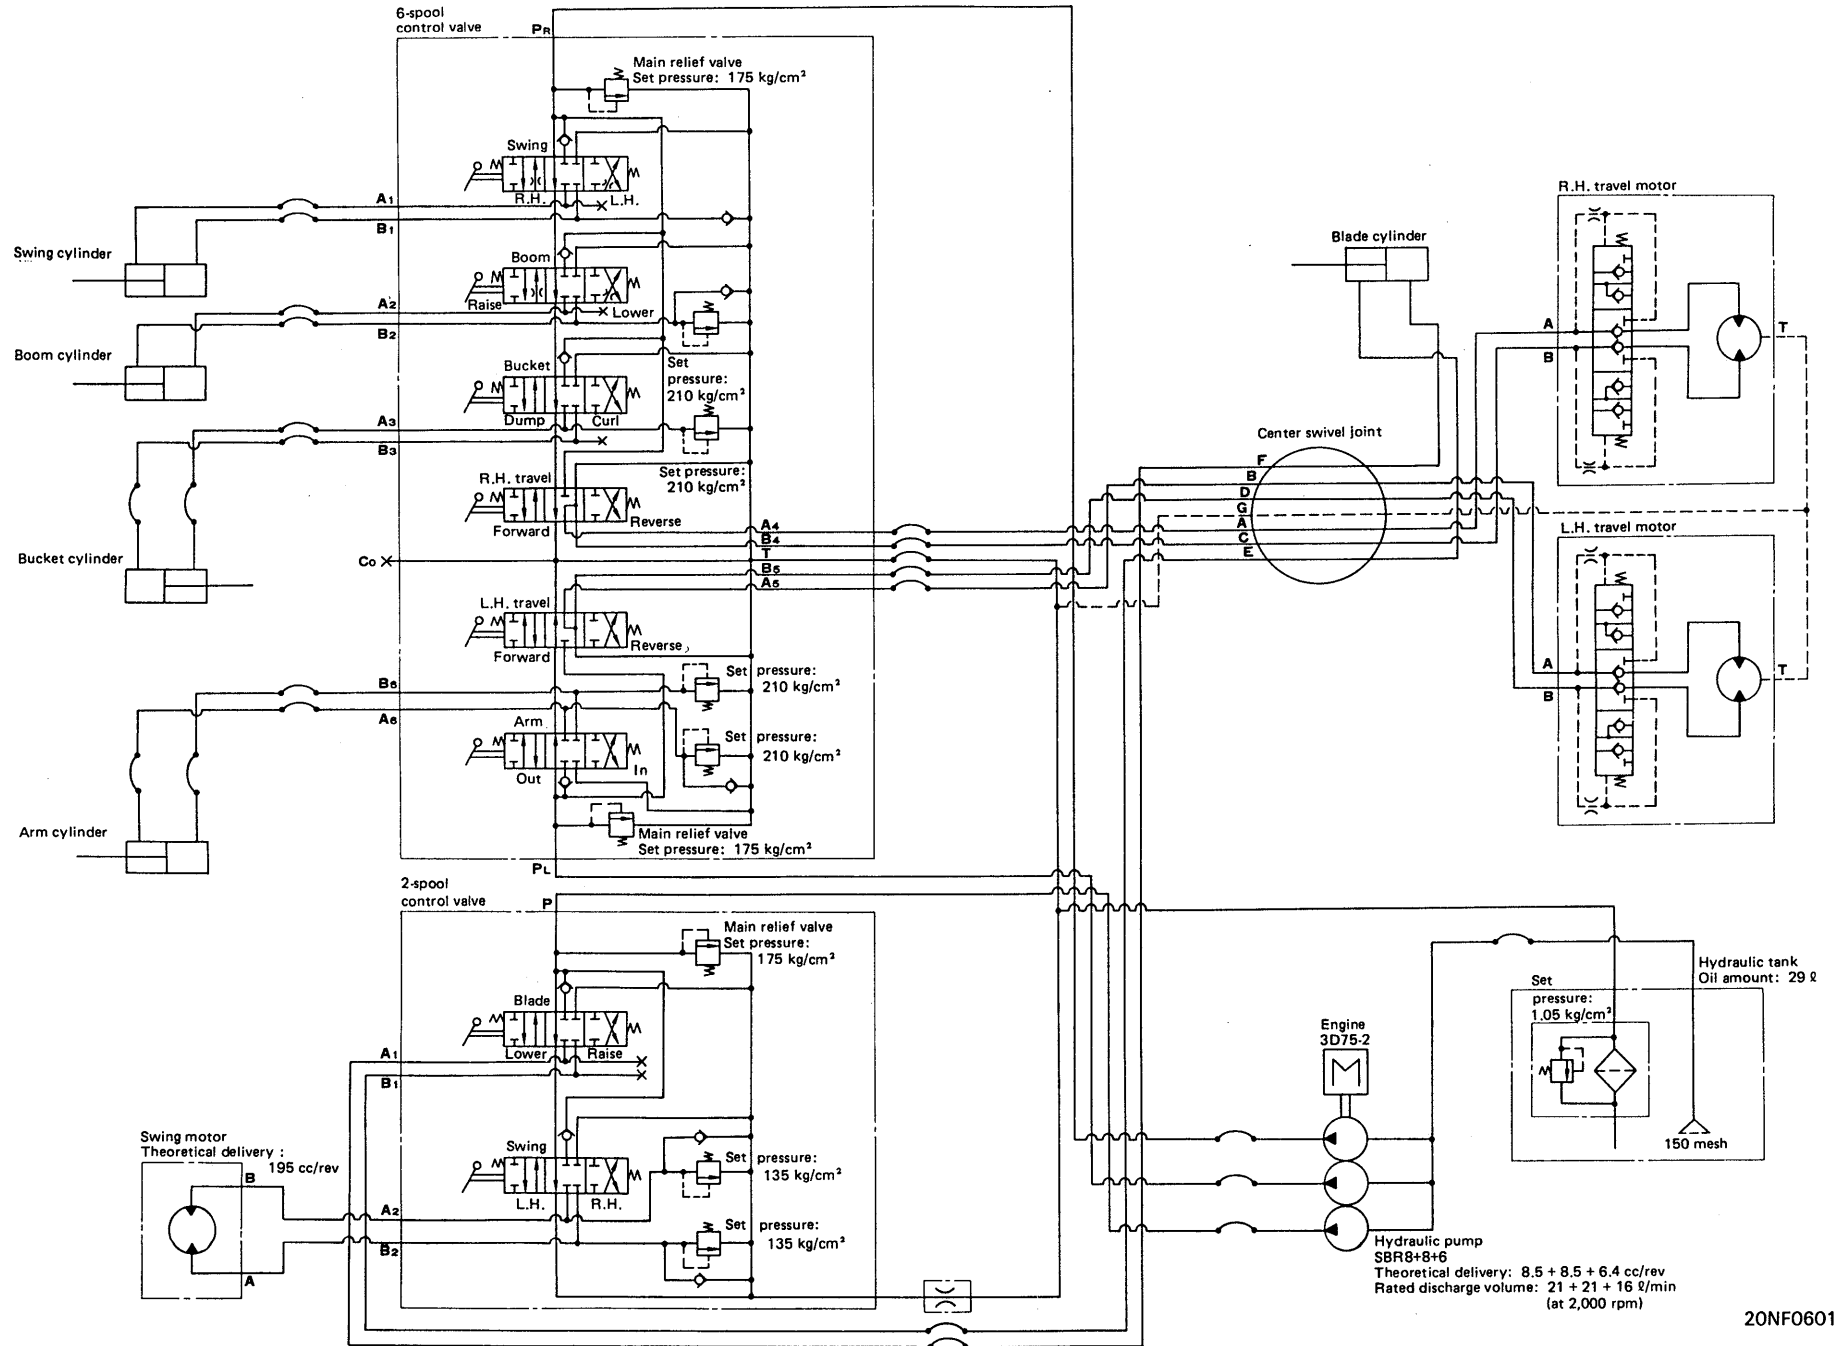 6-spool
control valve
PR
Main relief valve
Set pressure: 175 kg/cm²
Swing
R.H.
L.H.
A1
B1
Swing cylinder
Boom
Raise
Lower
A2
B2
Boom cylinder
Set
pressure:
210 kg/cm²
Bucket
Dump
Curl
A3
B3
Set pressure:
210 kg/cm²
R.H. travel
Forward
Reverse
Bucket cylinder
Co
A4
B4
T
B5
A5
L.H. travel
Forward
Reverse
Set pressure:
210 kg/cm²
B6
A6
Arm
Out
In
Set pressure:
210 kg/cm²
Arm cylinder
Main relief valve
Set pressure: 175 kg/cm²
PL
Blade cylinder
Center swivel joint
F
B
D
G
A
C
E
R.H. travel motor
A
B
T
L.H. travel motor
A
B
T
2-spool
control valve
P
Main relief valve
Set pressure:
175 kg/cm²
Blade
Lower
Raise
A1
B1
Swing
L.H.
R.H.
Set pressure:
135 kg/cm²
Set pressure:
135 kg/cm²
Swing motor
Theoretical delivery :
195 cc/rev
B
A
A2
B2
Engine
3D75-2
M
Hydraulic pump
SBR8+8+6
Theoretical delivery: 8.5 + 8.5 + 6.4 cc/rev
Rated discharge volume: 21 + 21 + 16 ℓ/min
(at 2,000 rpm)
Hydraulic tank
Oil amount: 29 ℓ
Set
pressure:
1.05 kg/cm²
150 mesh
20NF0601